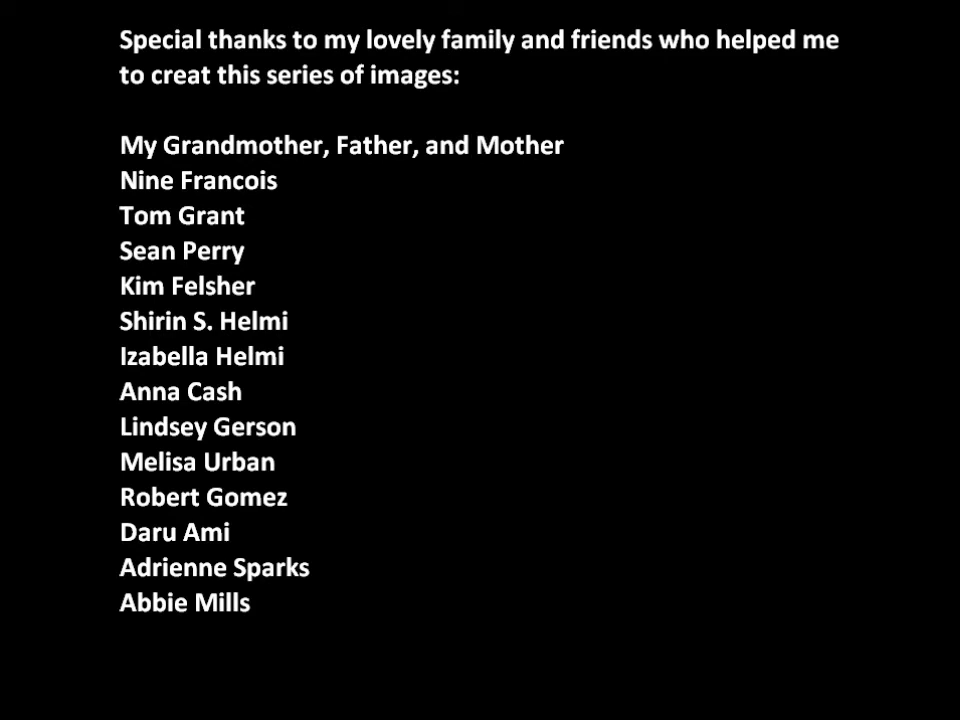 Special thanks to my lovely family and friends who helped me
to creat this series of images:
My Grandmother, Father, and Mother
Nine Francois
Tom Grant
Sean Perry
Kim Felsher
Shirin S. Helmi
Izabella Helmi
Anna Cash
Lindsey Gerson
Melisa Urban
Robert Gomez
Daru Ami
Adrienne Sparks
Abbie Mills